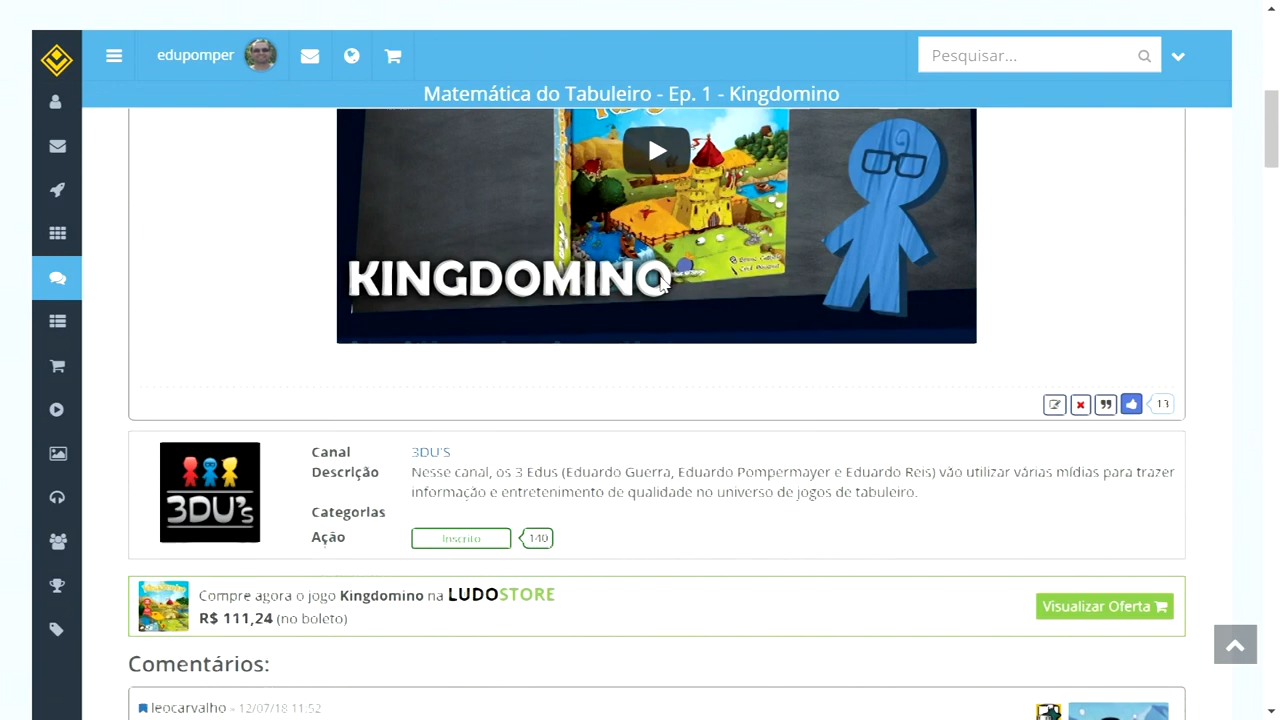 edupomper
Pesquisar...
Matemática do Tabuleiro - Ep. 1 - Kingdomino
KINGDOMINO
13
Canal
3DU'S
Descrição
Nesse canal, os 3 Edus (Eduardo Guerra, Eduardo Pompermayer e Eduardo Reis) vão utilizar várias mídias para trazer
informação e entretenimento de qualidade no universo de jogos de tabuleiro.
Categorias
Ação
Inscrito
140
3DU's
Compre agora o jogo Kingdomino na LUDOSTORE
R$ 111,24 (no boleto)
Visualizar Oferta
Comentários:
leocarvalho - 12/07/18 11:52